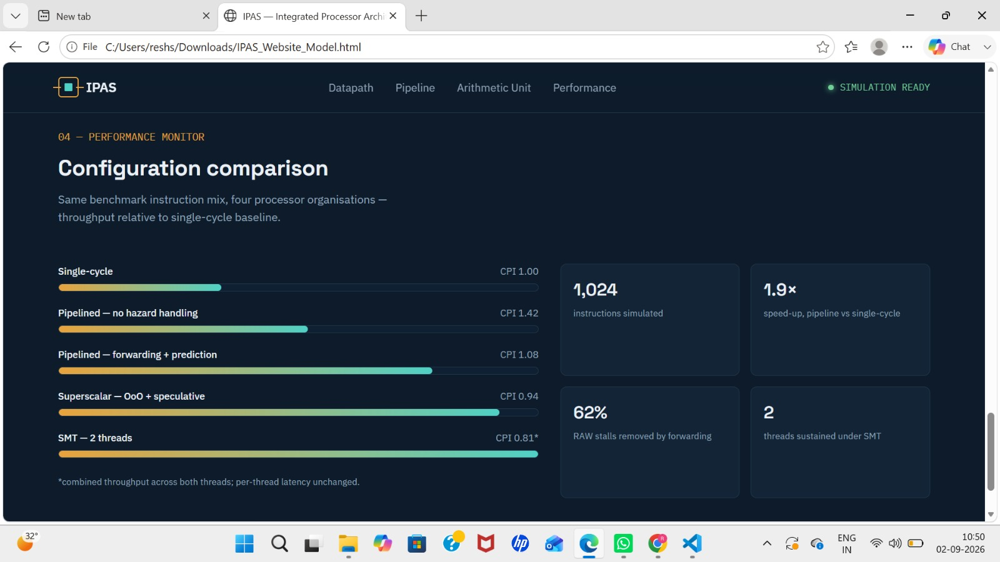 New tab
IPAS — Integrated Processor Archi
File C:/Users/reshs/Downloads/IPAS_Website_Model.html
Chat
IPAS
Datapath Pipeline Arithmetic Unit Performance
SIMULATION READY
04 — PERFORMANCE MONITOR
Configuration comparison
Same benchmark instruction mix, four processor organisations —
throughput relative to single-cycle baseline.
Single-cycle CPI 1.00
Pipelined — no hazard handling CPI 1.42
Pipelined — forwarding + prediction CPI 1.08
Superscalar — OoO + speculative CPI 0.94
SMT — 2 threads CPI 0.81*
*combined throughput across both threads; per-thread latency unchanged.
1,024
instructions simulated
1.9×
speed-up, pipeline vs single-cycle
62%
RAW stalls removed by forwarding
2
threads sustained under SMT
32°
hp
R
ENG
IN
10:50
02-09-2026